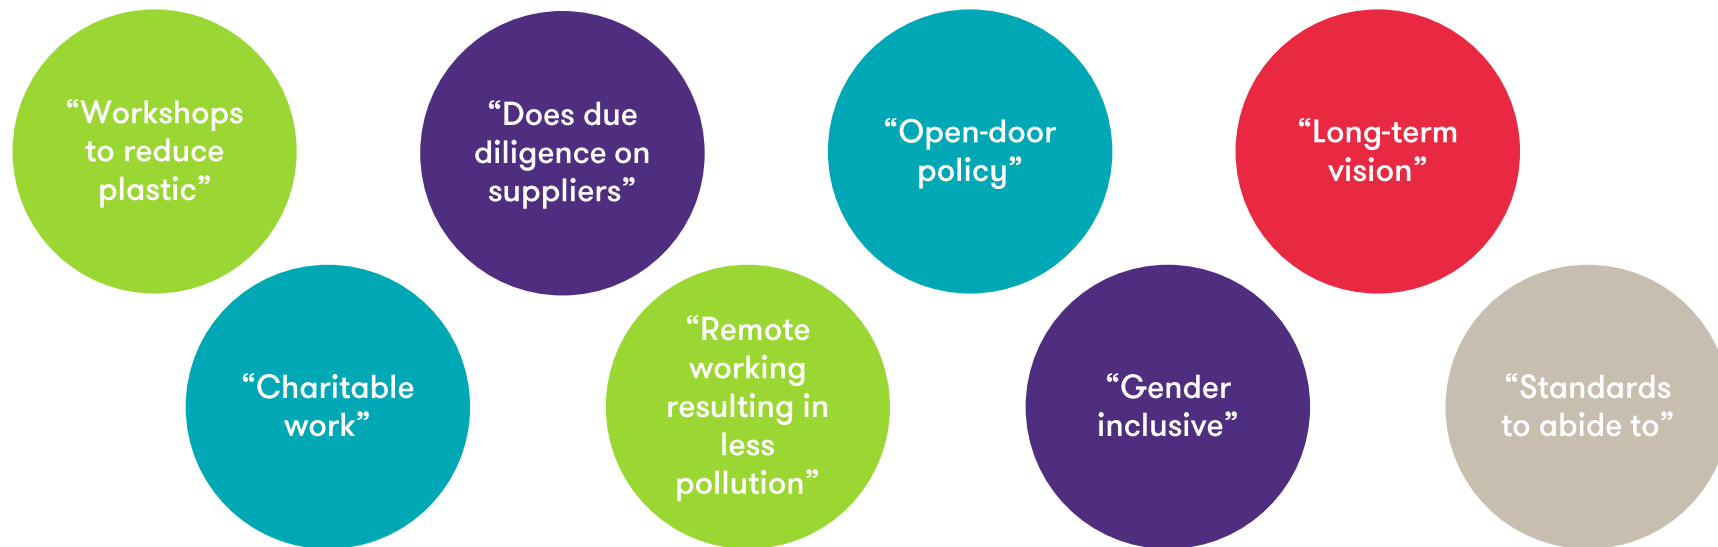 “Workshops
to reduce
plastic”
“Does due
diligence on
suppliers”
“Open-door
policy”
“Long-term
vision”
“Charitable
work”
“Remote
working
resulting in
less
pollution”
“Gender
inclusive”
“Standards
to abide to”